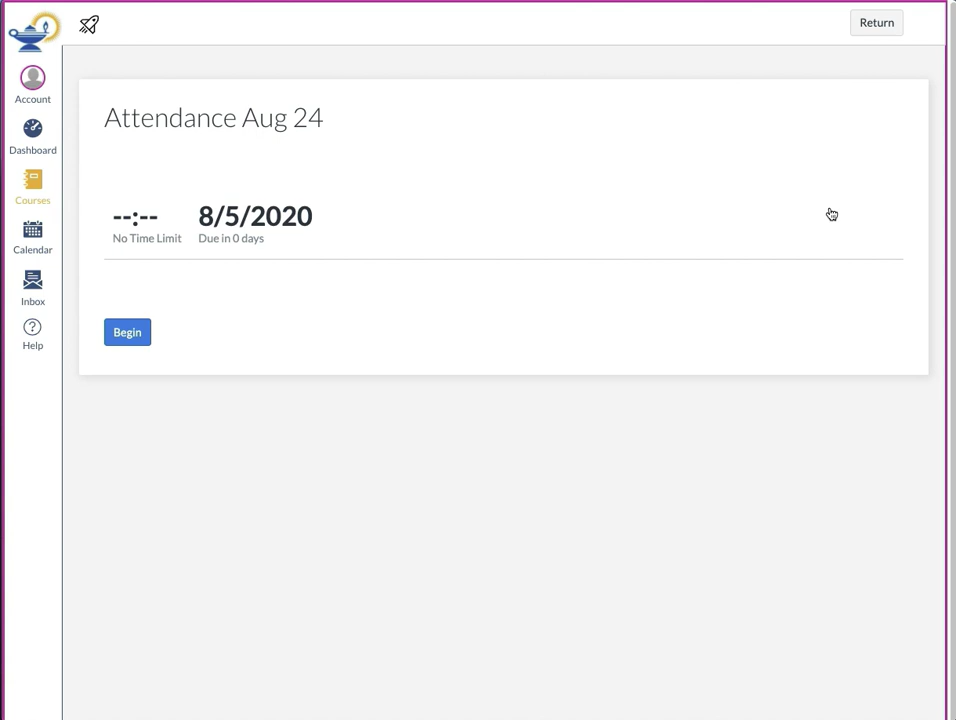 Return
Account
Dashboard
Courses
Calendar
Inbox
Help
Attendance Aug 24
--:--
No Time Limit
8/5/2020
Due in 0 days
Begin